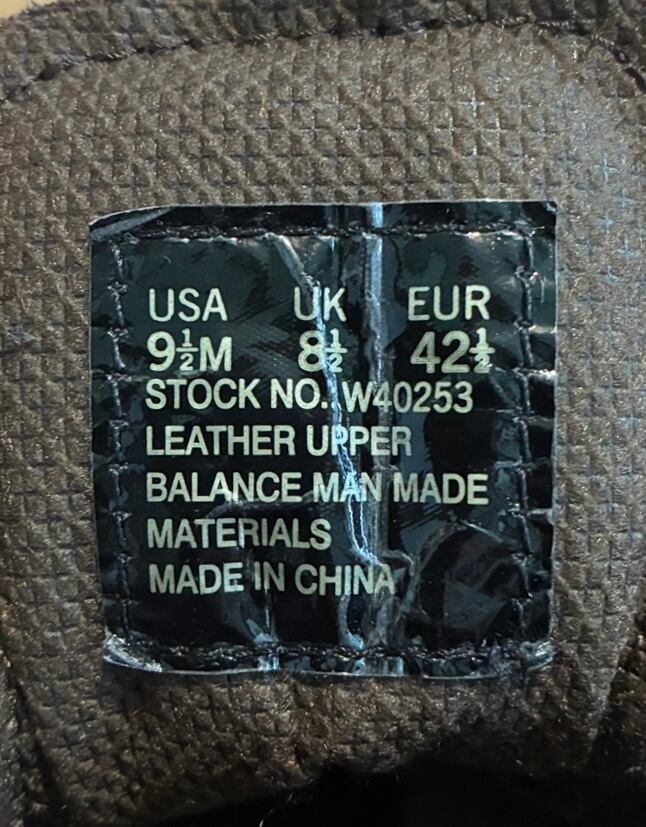 USA UK EUR
9½M 8½ 42½
STOCK NO.:W40253
LEATHER UPPER
BALANCE MAN MADE
MATERIALS
MADE IN CHINA